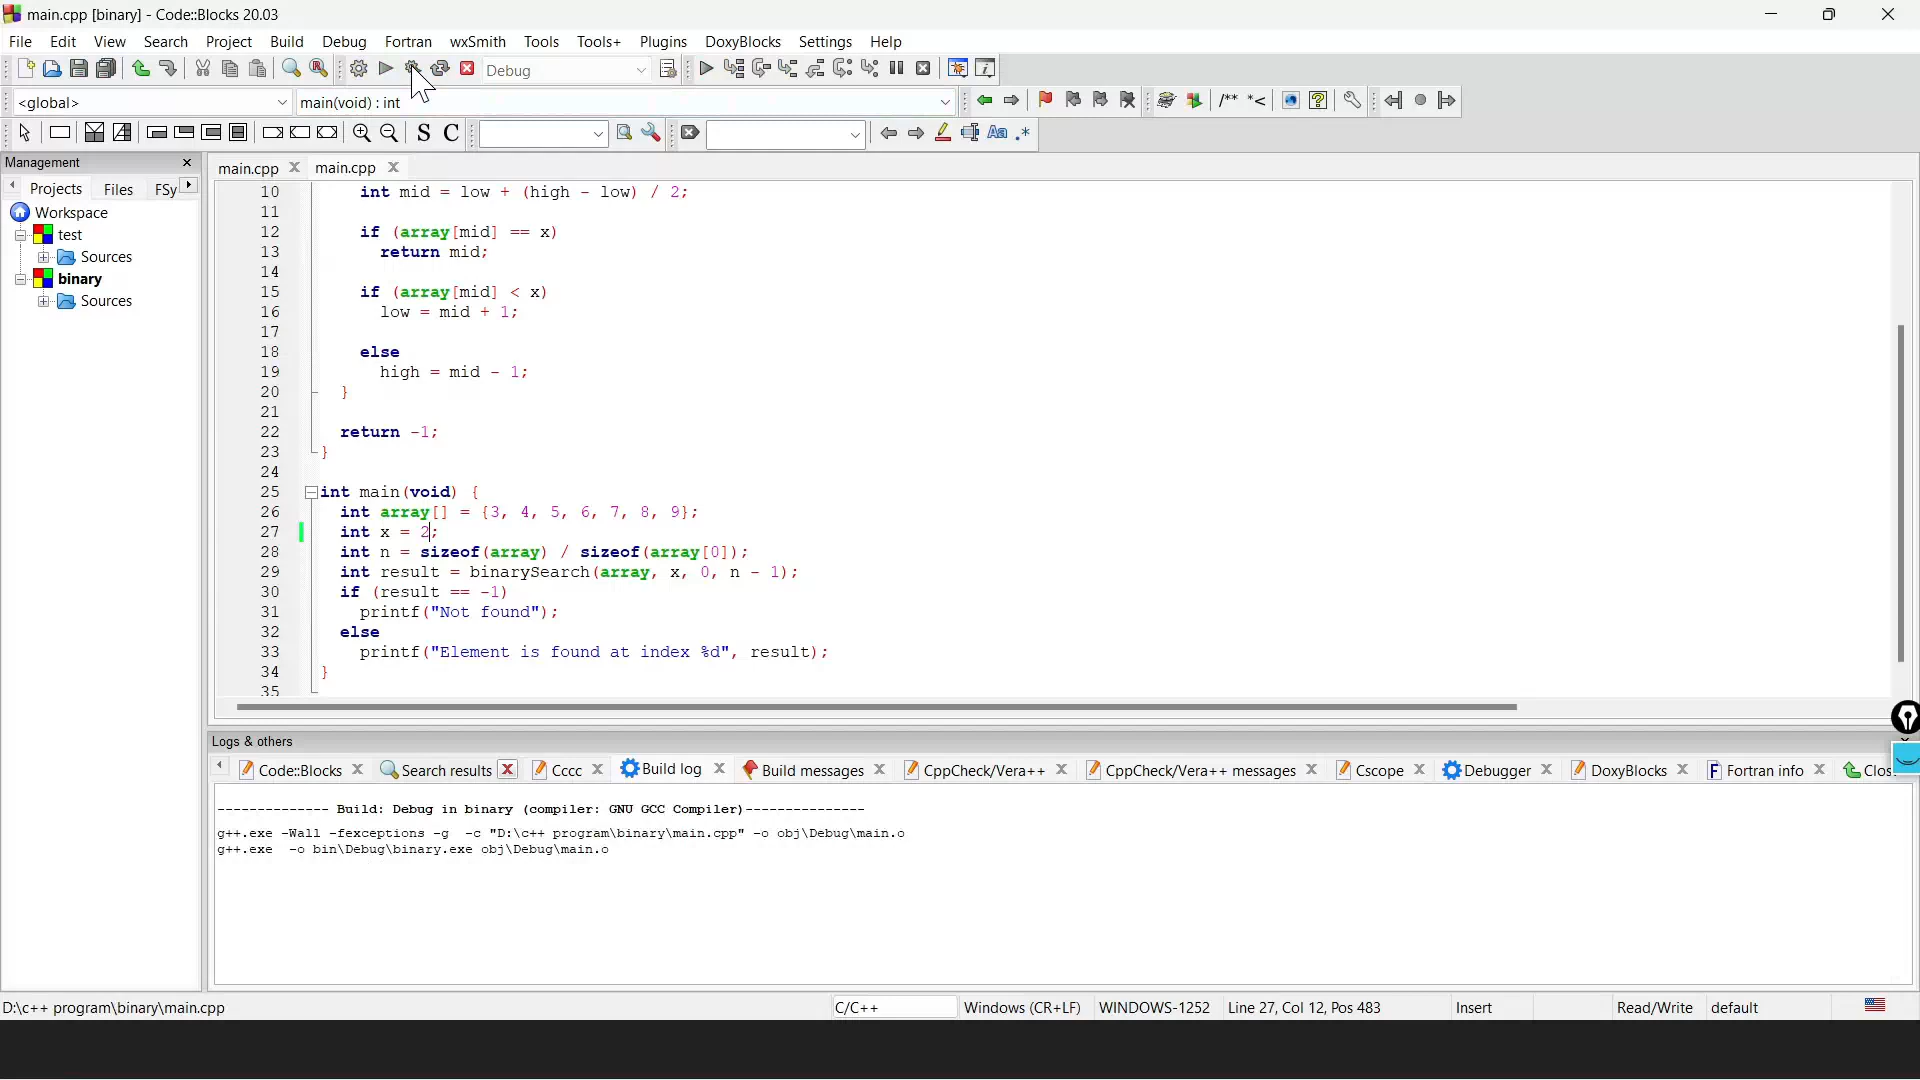 main.cpp [binary] - Code::Blocks 20.03
File Edit View Search Project Build Debug Fortran wxSmith Tools Tools+ Plugins DoxyBlocks Settings Help
Debug
<global> main(void) : int /** *<
S C Aa .*
Management
Projects Files FSy
Workspace
test
Sources
binary
Sources
main.cpp main.cpp
10 int mid = low + (high - low) / 2;
11
12 if (array[mid] == x)
13 return mid;
14
15 if (array[mid] < x)
16 low = mid + 1;
17
18 else
19 high = mid - 1;
20 }
21
22 return -1;
23 }
24
25 int main(void) {
26 int array[] = {3, 4, 5, 6, 7, 8, 9};
27 int x = 2;
28 int n = sizeof(array) / sizeof(array[0]);
29 int result = binarySearch(array, x, 0, n - 1);
30 if (result == -1)
31 printf("Not found");
32 else
33 printf("Element is found at index %d", result);
34 }
35
Logs & others
Code::Blocks Search results Cccc Build log Build messages CppCheck/Vera++ CppCheck/Vera++ messages Cscope Debugger DoxyBlocks Fortran info Clos
-------------- Build: Debug in binary (compiler: GNU GCC Compiler)---------------
g++.exe -Wall -fexceptions -g -c "D:\c++ program\binary\main.cpp" -o obj\Debug\main.o
g++.exe -o bin\Debug\binary.exe obj\Debug\main.o
D:\c++ program\binary\main.cpp C/C++ Windows (CR+LF) WINDOWS-1252 Line 27, Col 12, Pos 483 Insert Read/Write default